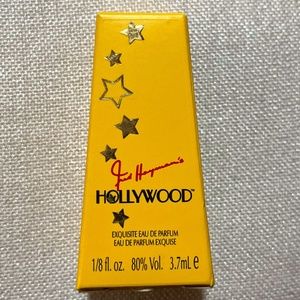 Fred Hayman's
HOLLYWOOD™
EXQUISITE EAU DE PARFUM
EAU DE PARFUM EXQUISE
1/8 fl. oz. 80% Vol. 3.7mL e